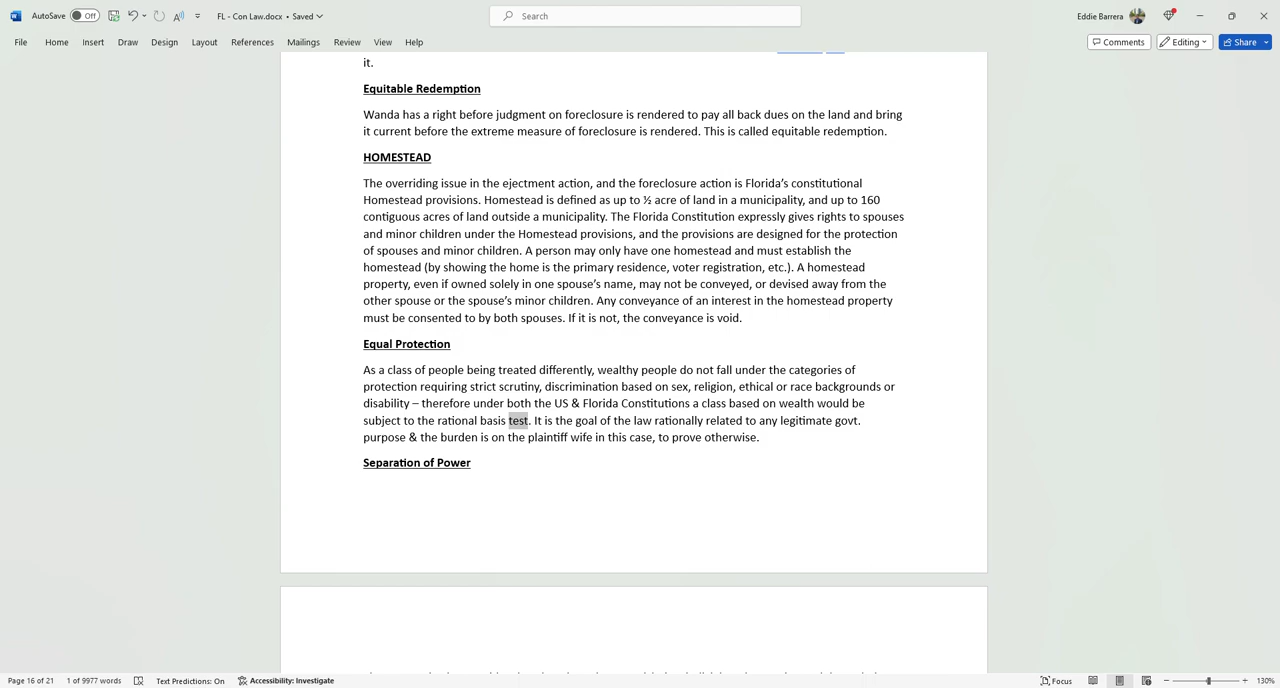 AutoSave Off FL - Con Law.docx • Saved Search Eddie Barrera
File Home Insert Draw Design Layout References Mailings Review View Help Comments Editing Share
it.
Equitable Redemption
Wanda has a right before judgment on foreclosure is rendered to pay all back dues on the land and bring
it current before the extreme measure of foreclosure is rendered. This is called equitable redemption.
HOMESTEAD
The overriding issue in the ejectment action, and the foreclosure action is Florida’s constitutional
Homestead provisions. Homestead is defined as up to ½ acre of land in a municipality, and up to 160
contiguous acres of land outside a municipality. The Florida Constitution expressly gives rights to spouses
and minor children under the Homestead provisions, and the provisions are designed for the protection
of spouses and minor children. A person may only have one homestead and must establish the
homestead (by showing the home is the primary residence, voter registration, etc.). A homestead
property, even if owned solely in one spouse’s name, may not be conveyed, or devised away from the
other spouse or the spouse’s minor children. Any conveyance of an interest in the homestead property
must be consented to by both spouses. If it is not, the conveyance is void.
Equal Protection
As a class of people being treated differently, wealthy people do not fall under the categories of
protection requiring strict scrutiny, discrimination based on sex, religion, ethical or race backgrounds or
disability – therefore under both the US & Florida Constitutions a class based on wealth would be
subject to the rational basis test. It is the goal of the law rationally related to any legitimate govt.
purpose & the burden is on the plaintiff wife in this case, to prove otherwise.
Separation of Power
Page 16 of 21 1 of 9977 words Text Predictions: On Accessibility: Investigate Focus 130%